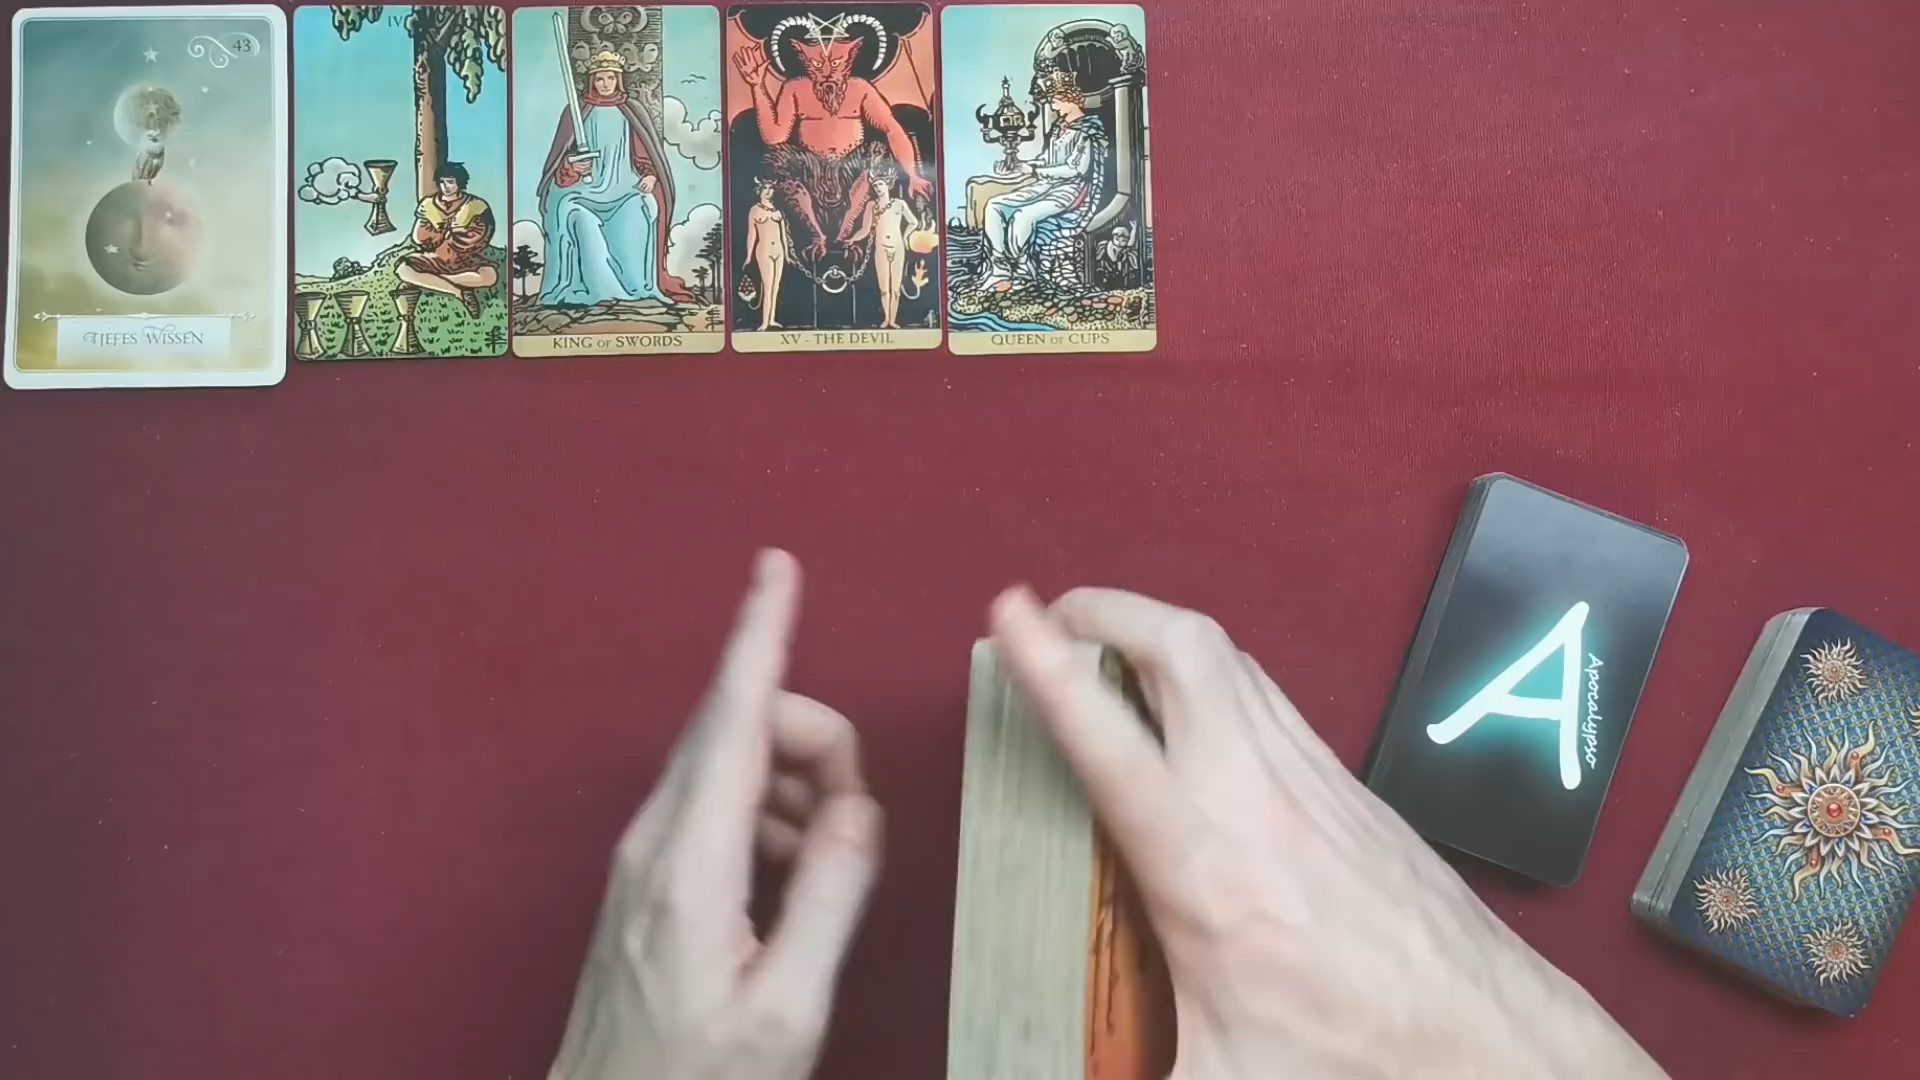 43
TIEFES WISSEN
IV
KING OF SWORDS
XV - THE DEVIL
QUEEN OF CUPS
A
Apocalypso